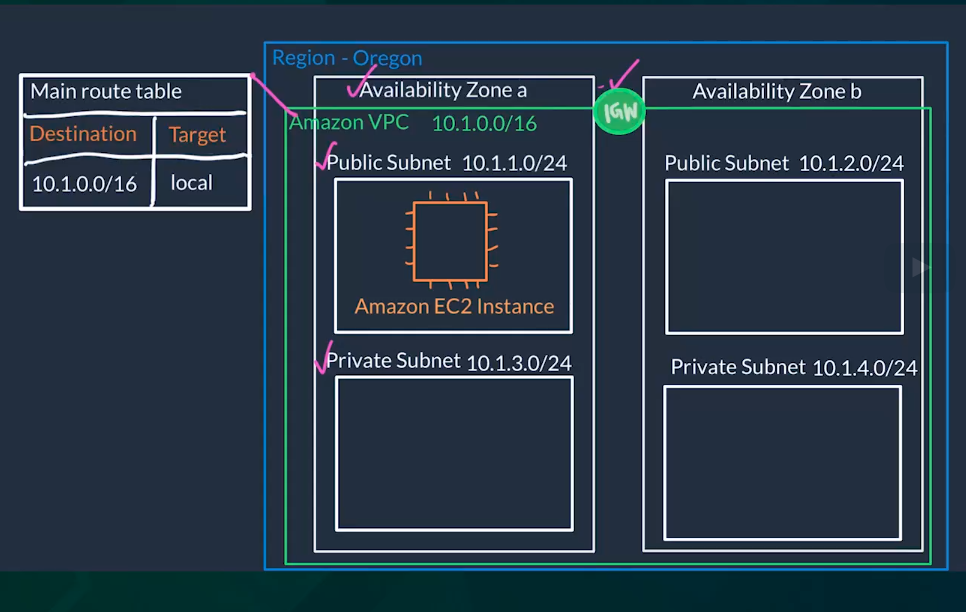 Region - Oregon
Main route table
Destination Target
10.1.0.0/16 local
Availability Zone a
Availability Zone b
IGW
Amazon VPC 10.1.0.0/16
Public Subnet 10.1.1.0/24
Public Subnet 10.1.2.0/24
Amazon EC2 Instance
Private Subnet 10.1.3.0/24
Private Subnet 10.1.4.0/24